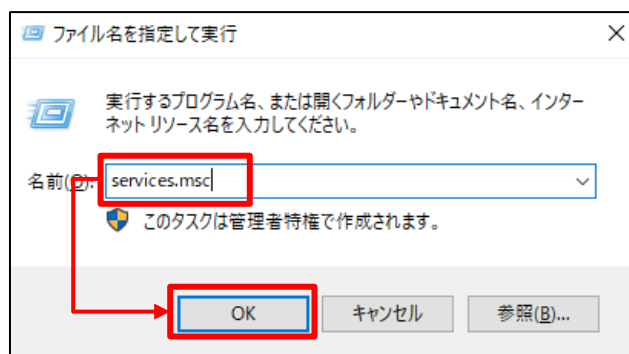 ファイル名を指定して実行
実行するプログラム名、または開くフォルダーやドキュメント名、インター
ネット リソース名を入力してください。
名前(O): services.msc
このタスクは管理者特権で作成されます。
OK キャンセル 参照(B)...